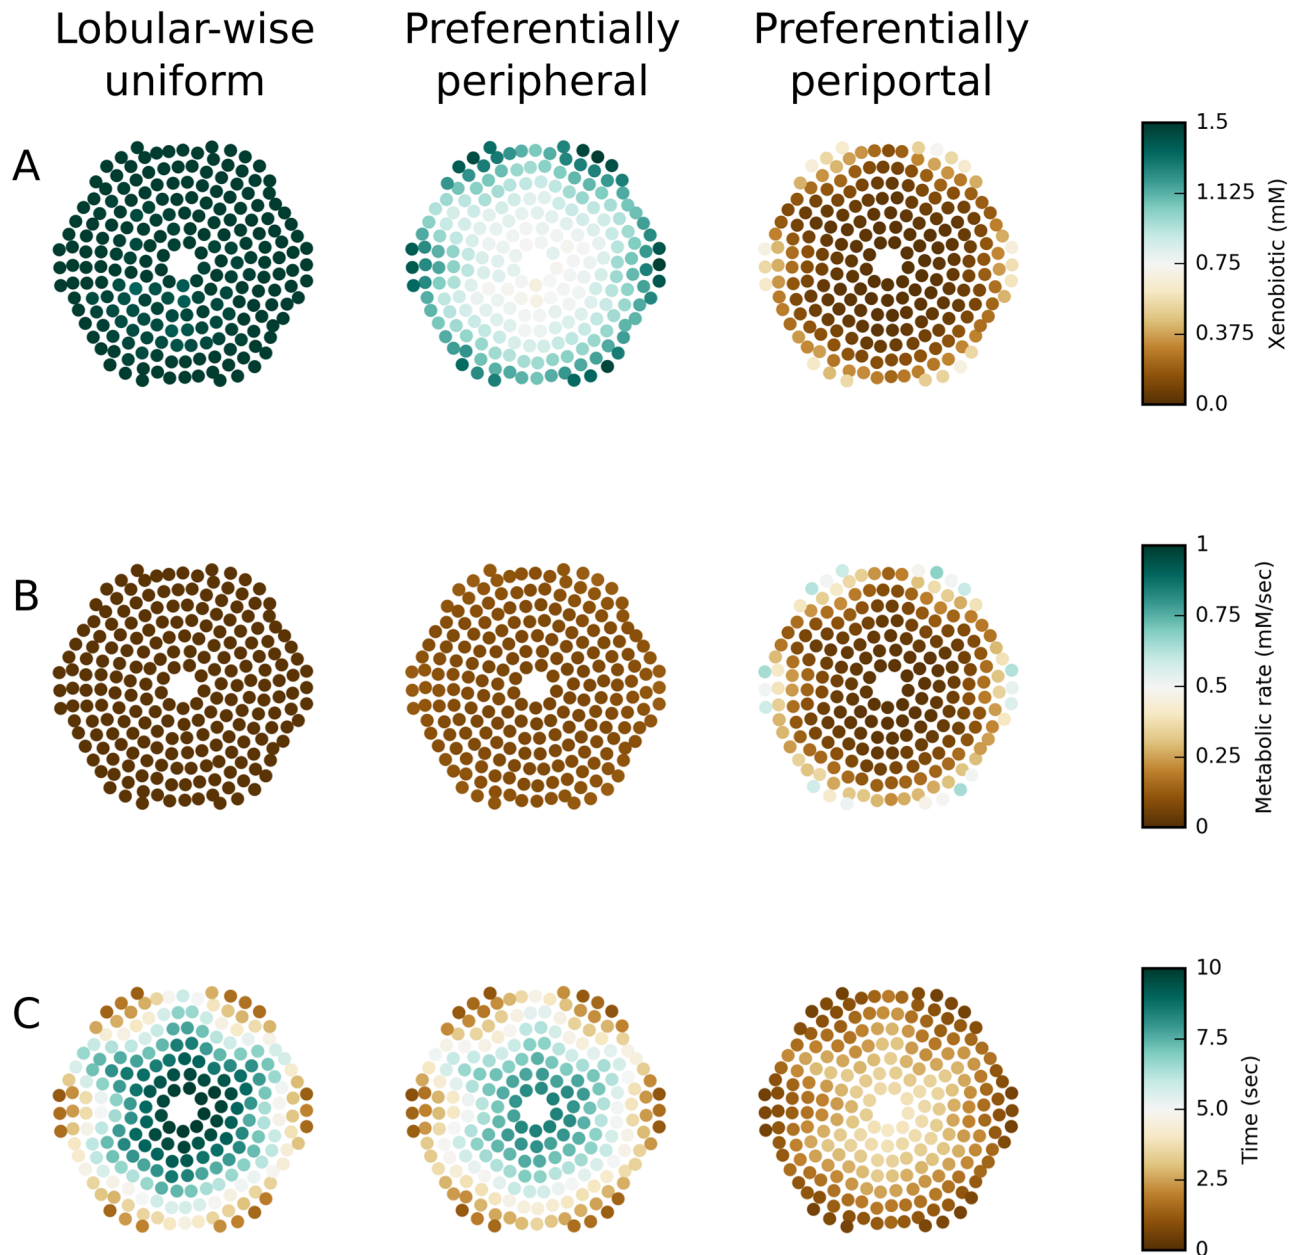 Lobular-wise
uniform
Preferentially
peripheral
Preferentially
periportal
A
1.5
1.125
0.75
0.375
0.0
Xenobiotic (mM)
B
1
0.75
0.5
0.25
0
Metabolic rate (mM/sec)
C
10
7.5
5.0
2.5
0
Time (sec)